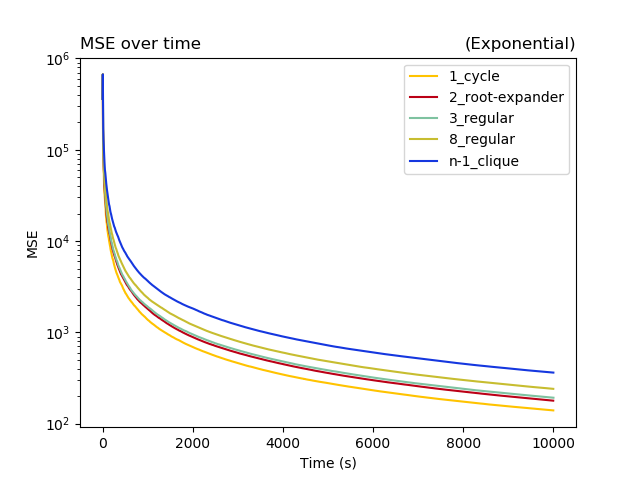 MSE over time
(Exponential)
10^6
10^5
10^4
10^3
10^2
MSE
1_cycle
2_root-expander
3_regular
8_regular
n-1_clique
0 2000 4000 6000 8000 10000
Time (s)